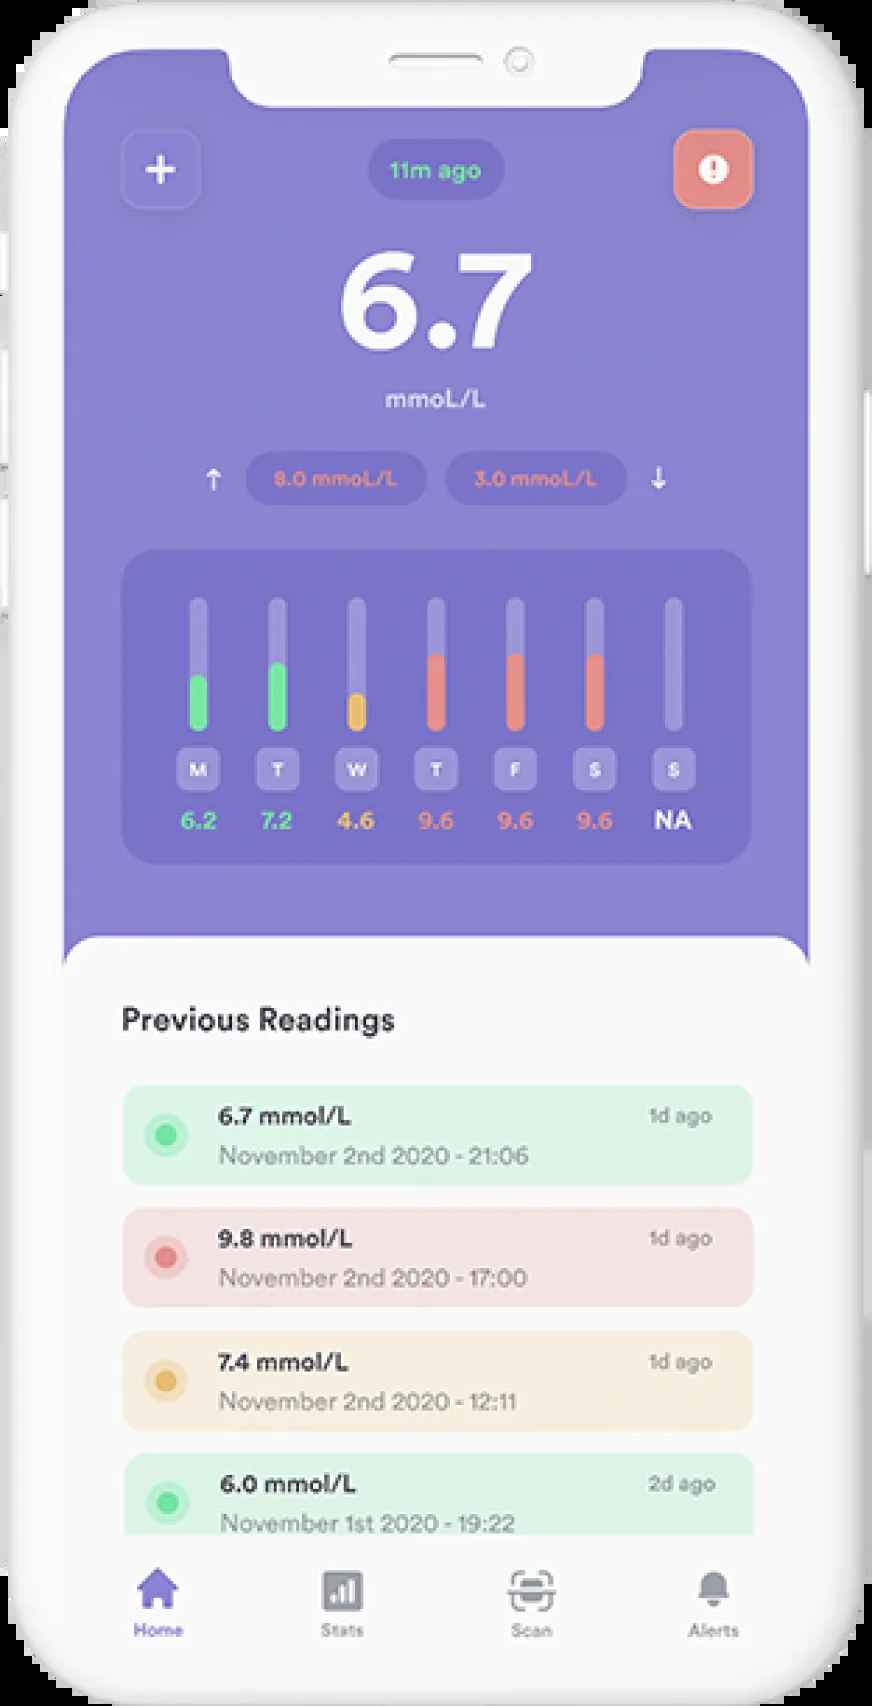 11m ago
6.7
mmoL/L
↑ 8.0 mmoL/L 3.0 mmoL/L ↓
M T W T F S S
6.2 7.2 4.6 9.6 9.6 9.6 NA
Previous Readings
6.7 mmol/L 1d ago
November 2nd 2020 - 21:06
9.8 mmol/L 1d ago
November 2nd 2020 - 17:00
7.4 mmol/L 1d ago
November 2nd 2020 - 12:11
6.0 mmol/L 2d ago
November 1st 2020 - 19:22
Home Stats Scan Alerts